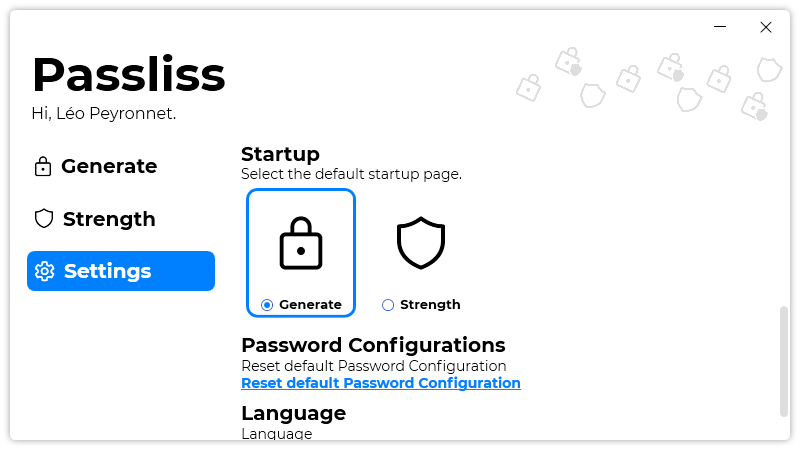 Passliss
Hi, Léo Peyronnet.
Generate
Strength
Settings
Startup
Select the default startup page.
Generate
Strength
Password Configurations
Reset default Password Configuration
Reset default Password Configuration
Language
Language